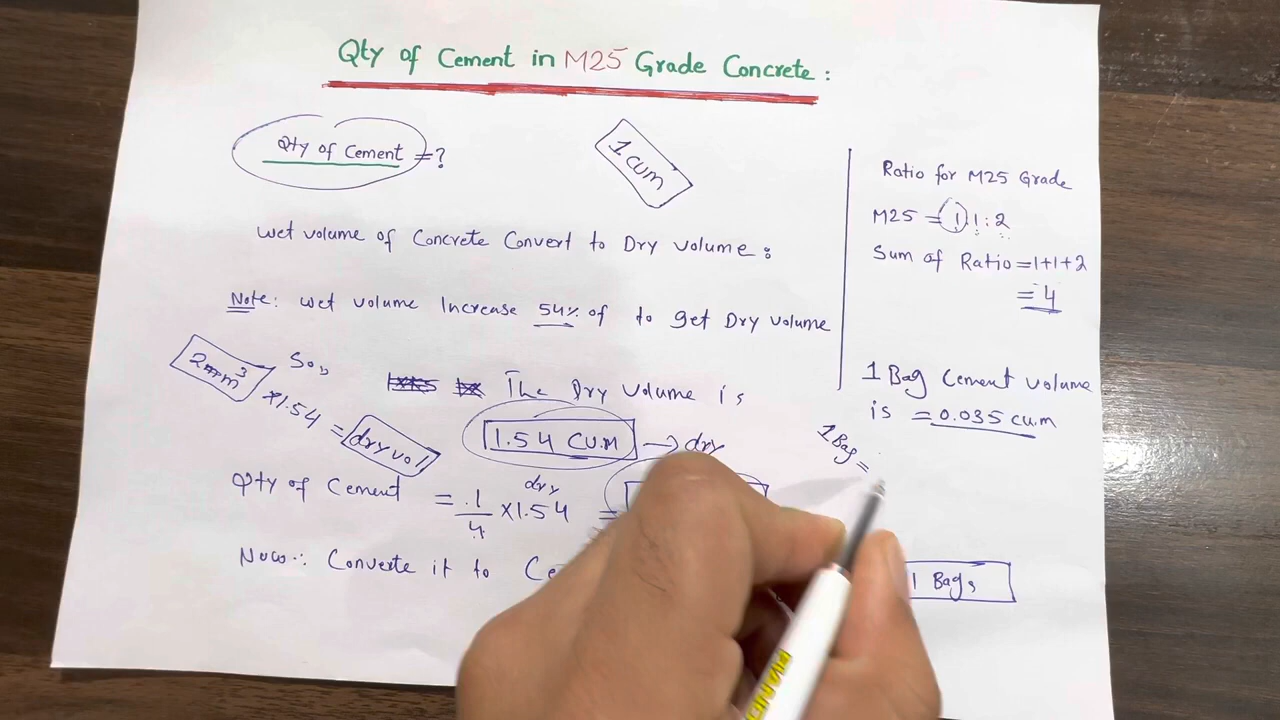 Qty of Cement in M25 Grade Concrete:
Qty of Cement = ?
1 cum
Wet volume of Concrete Convert to Dry volume:
Note: Wet volume Increase 54% of to get Dry volume
So,
The Dry Volume is
2mm³
×1.54 = dry vol
1.54 CU.M → dry
Qty of Cement = 1/4 ×1.54 =
dry
Now:. Converte it to Ce
Ratio for M25 Grade
M25 = 1 1:2
Sum of Ratio = 1+1+2
= 4
1 Bag Cement volume
is = 0.035 cu.m
1 Bag =
1 Bags